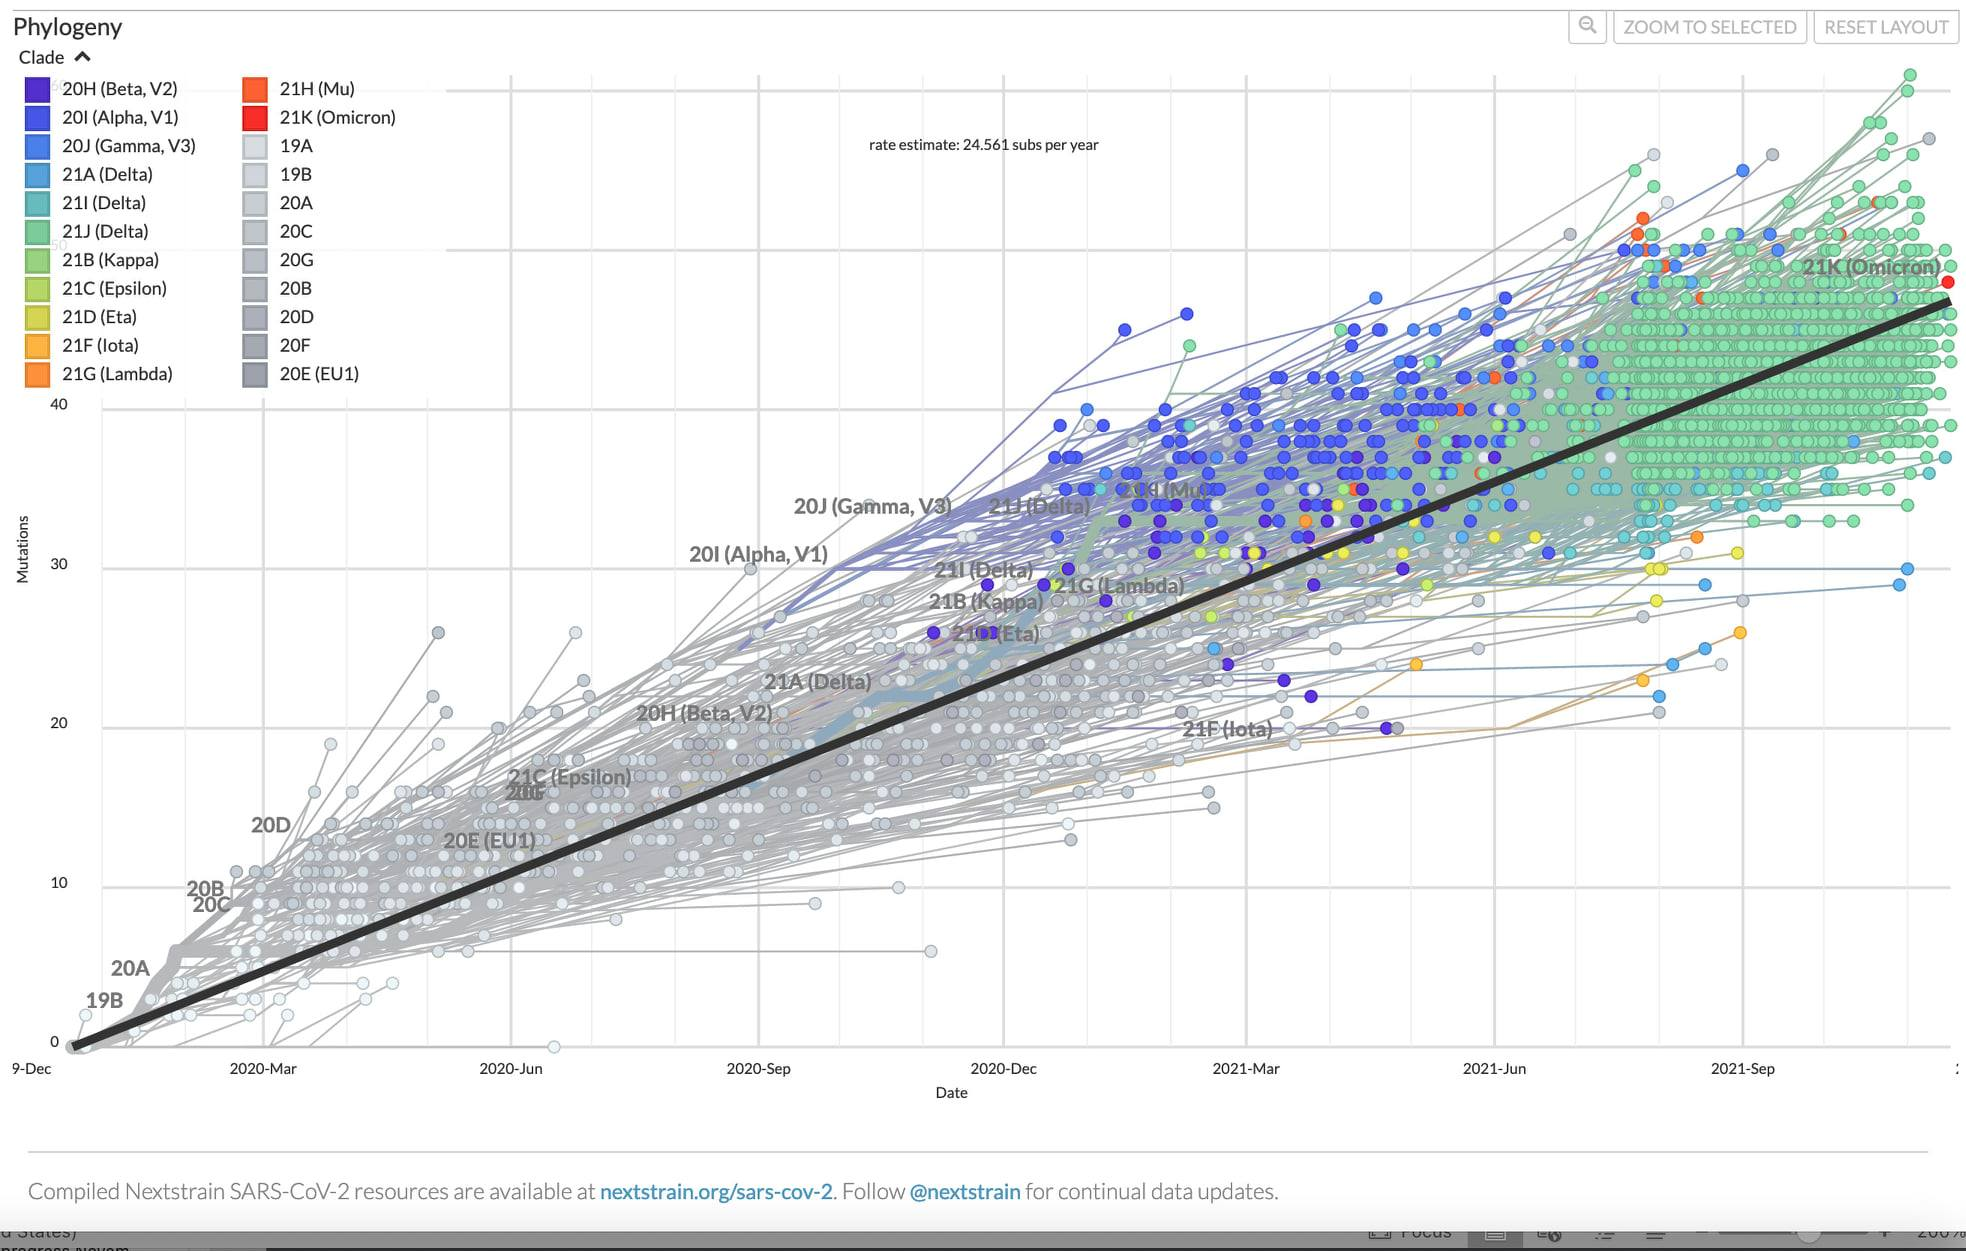 Phylogeny
ZOOM TO SELECTED
RESET LAYOUT
Clade
20H (Beta, V2)
21H (Mu)
20I (Alpha, V1)
21K (Omicron)
20J (Gamma, V3)
19A
21A (Delta)
19B
21I (Delta)
20A
21J (Delta)
20C
21B (Kappa)
20G
21C (Epsilon)
20B
21D (Eta)
20D
21F (Iota)
20F
21G (Lambda)
20E (EU1)
rate estimate: 24.561 subs per year
60
50
40
30
20
10
0
Mutations
21K (Omicron)
21H (Mu)
20J (Gamma, V3)
21J (Delta)
20I (Alpha, V1)
21I (Delta)
21G (Lambda)
21B (Kappa)
21D (Eta)
21A (Delta)
20H (Beta, V2)
21F (Iota)
21C (Epsilon)
20D
20E (EU1)
20B
20C
20A
19B
9-Dec
2020-Mar
2020-Jun
2020-Sep
2020-Dec
2021-Mar
2021-Jun
2021-Sep
Date
Compiled Nextstrain SARS-CoV-2 resources are available at nextstrain.org/sars-cov-2. Follow @nextstrain for continual data updates.
d States)
Focus